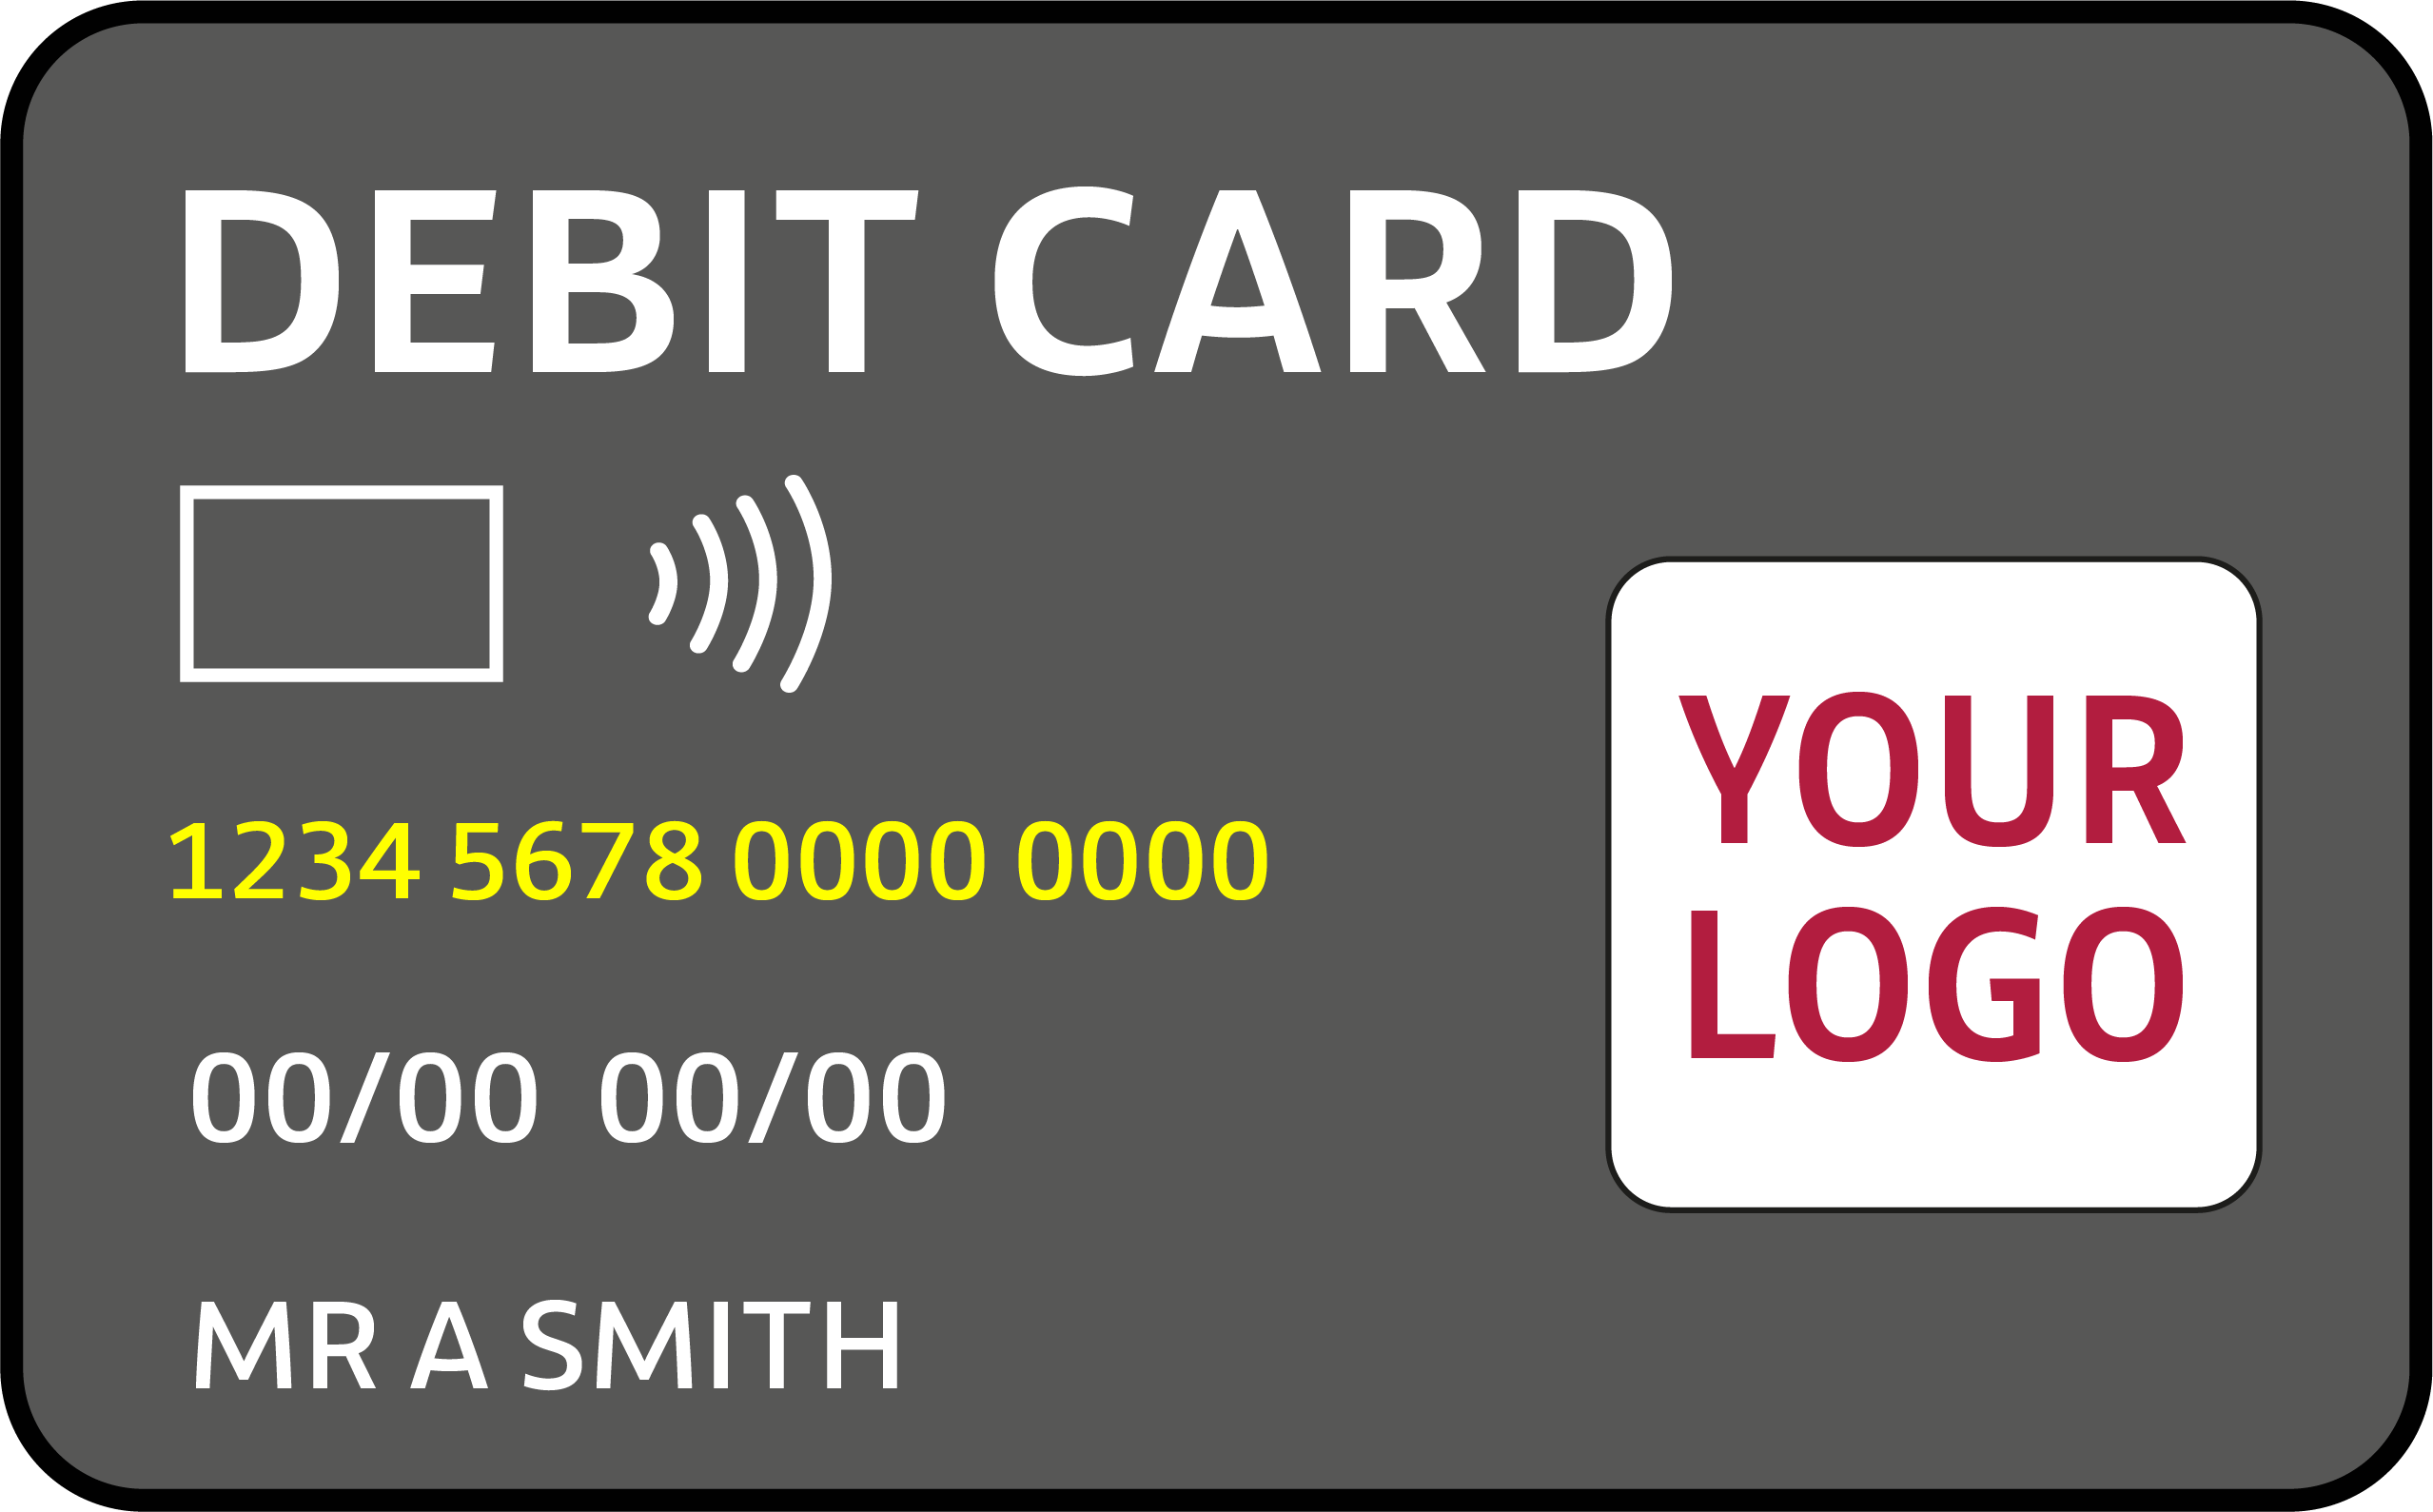 DEBIT CARD
1234 5678 0000 0000
00/00 00/00
MR A SMITH
YOUR
LOGO